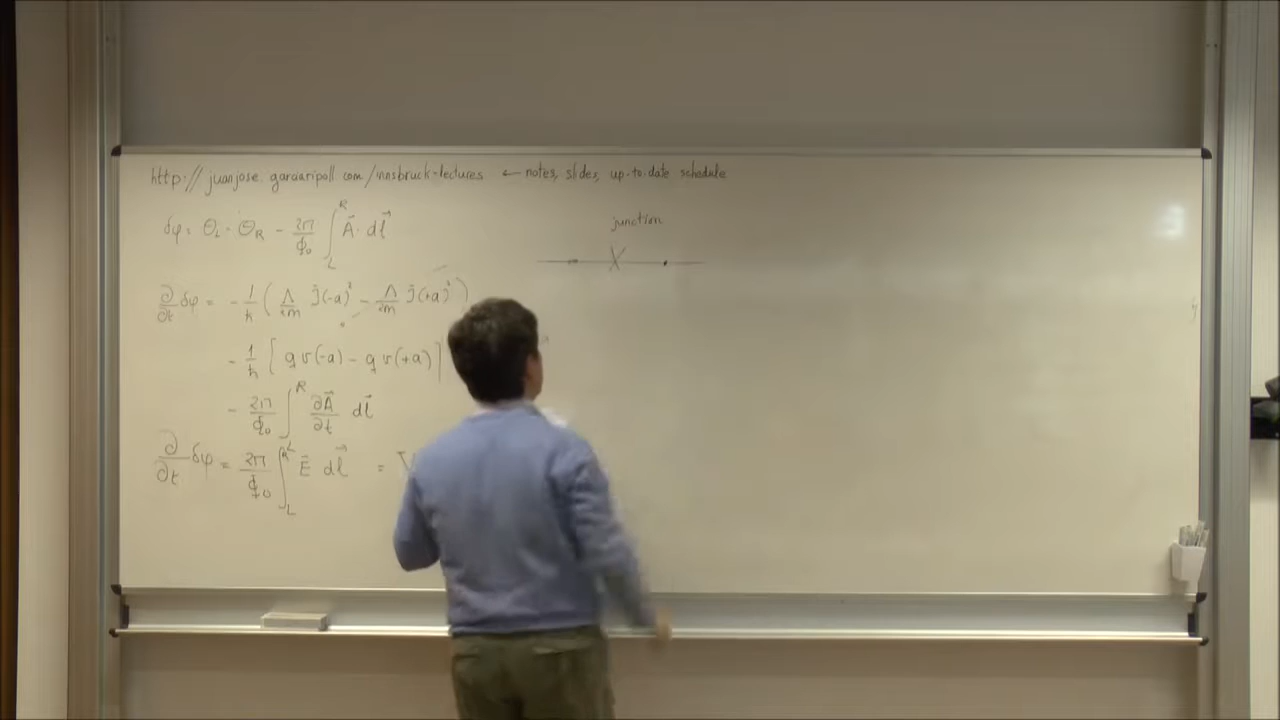 http://juanjose.garciaripoll.com/innsbruck-lectures ← notes, slides, up-to-date schedule
δφ = θ_L - θ_R - 2π/ϕ₀ ∫_L^R A⃗ · dl⃗
junction
X
∂/∂t δφ = - 1/ħ ( Λ/2m J⃗(-a)² - Λ/2m J⃗(+a)² )
- 1/ħ [ q v(-a) - q v(+a) ]
- 2π/ϕ₀ ∫_L^R ∂A⃗/∂t dl⃗
∂/∂t δφ = 2π/ϕ₀ ∫_L^R E⃗ dl⃗ = V